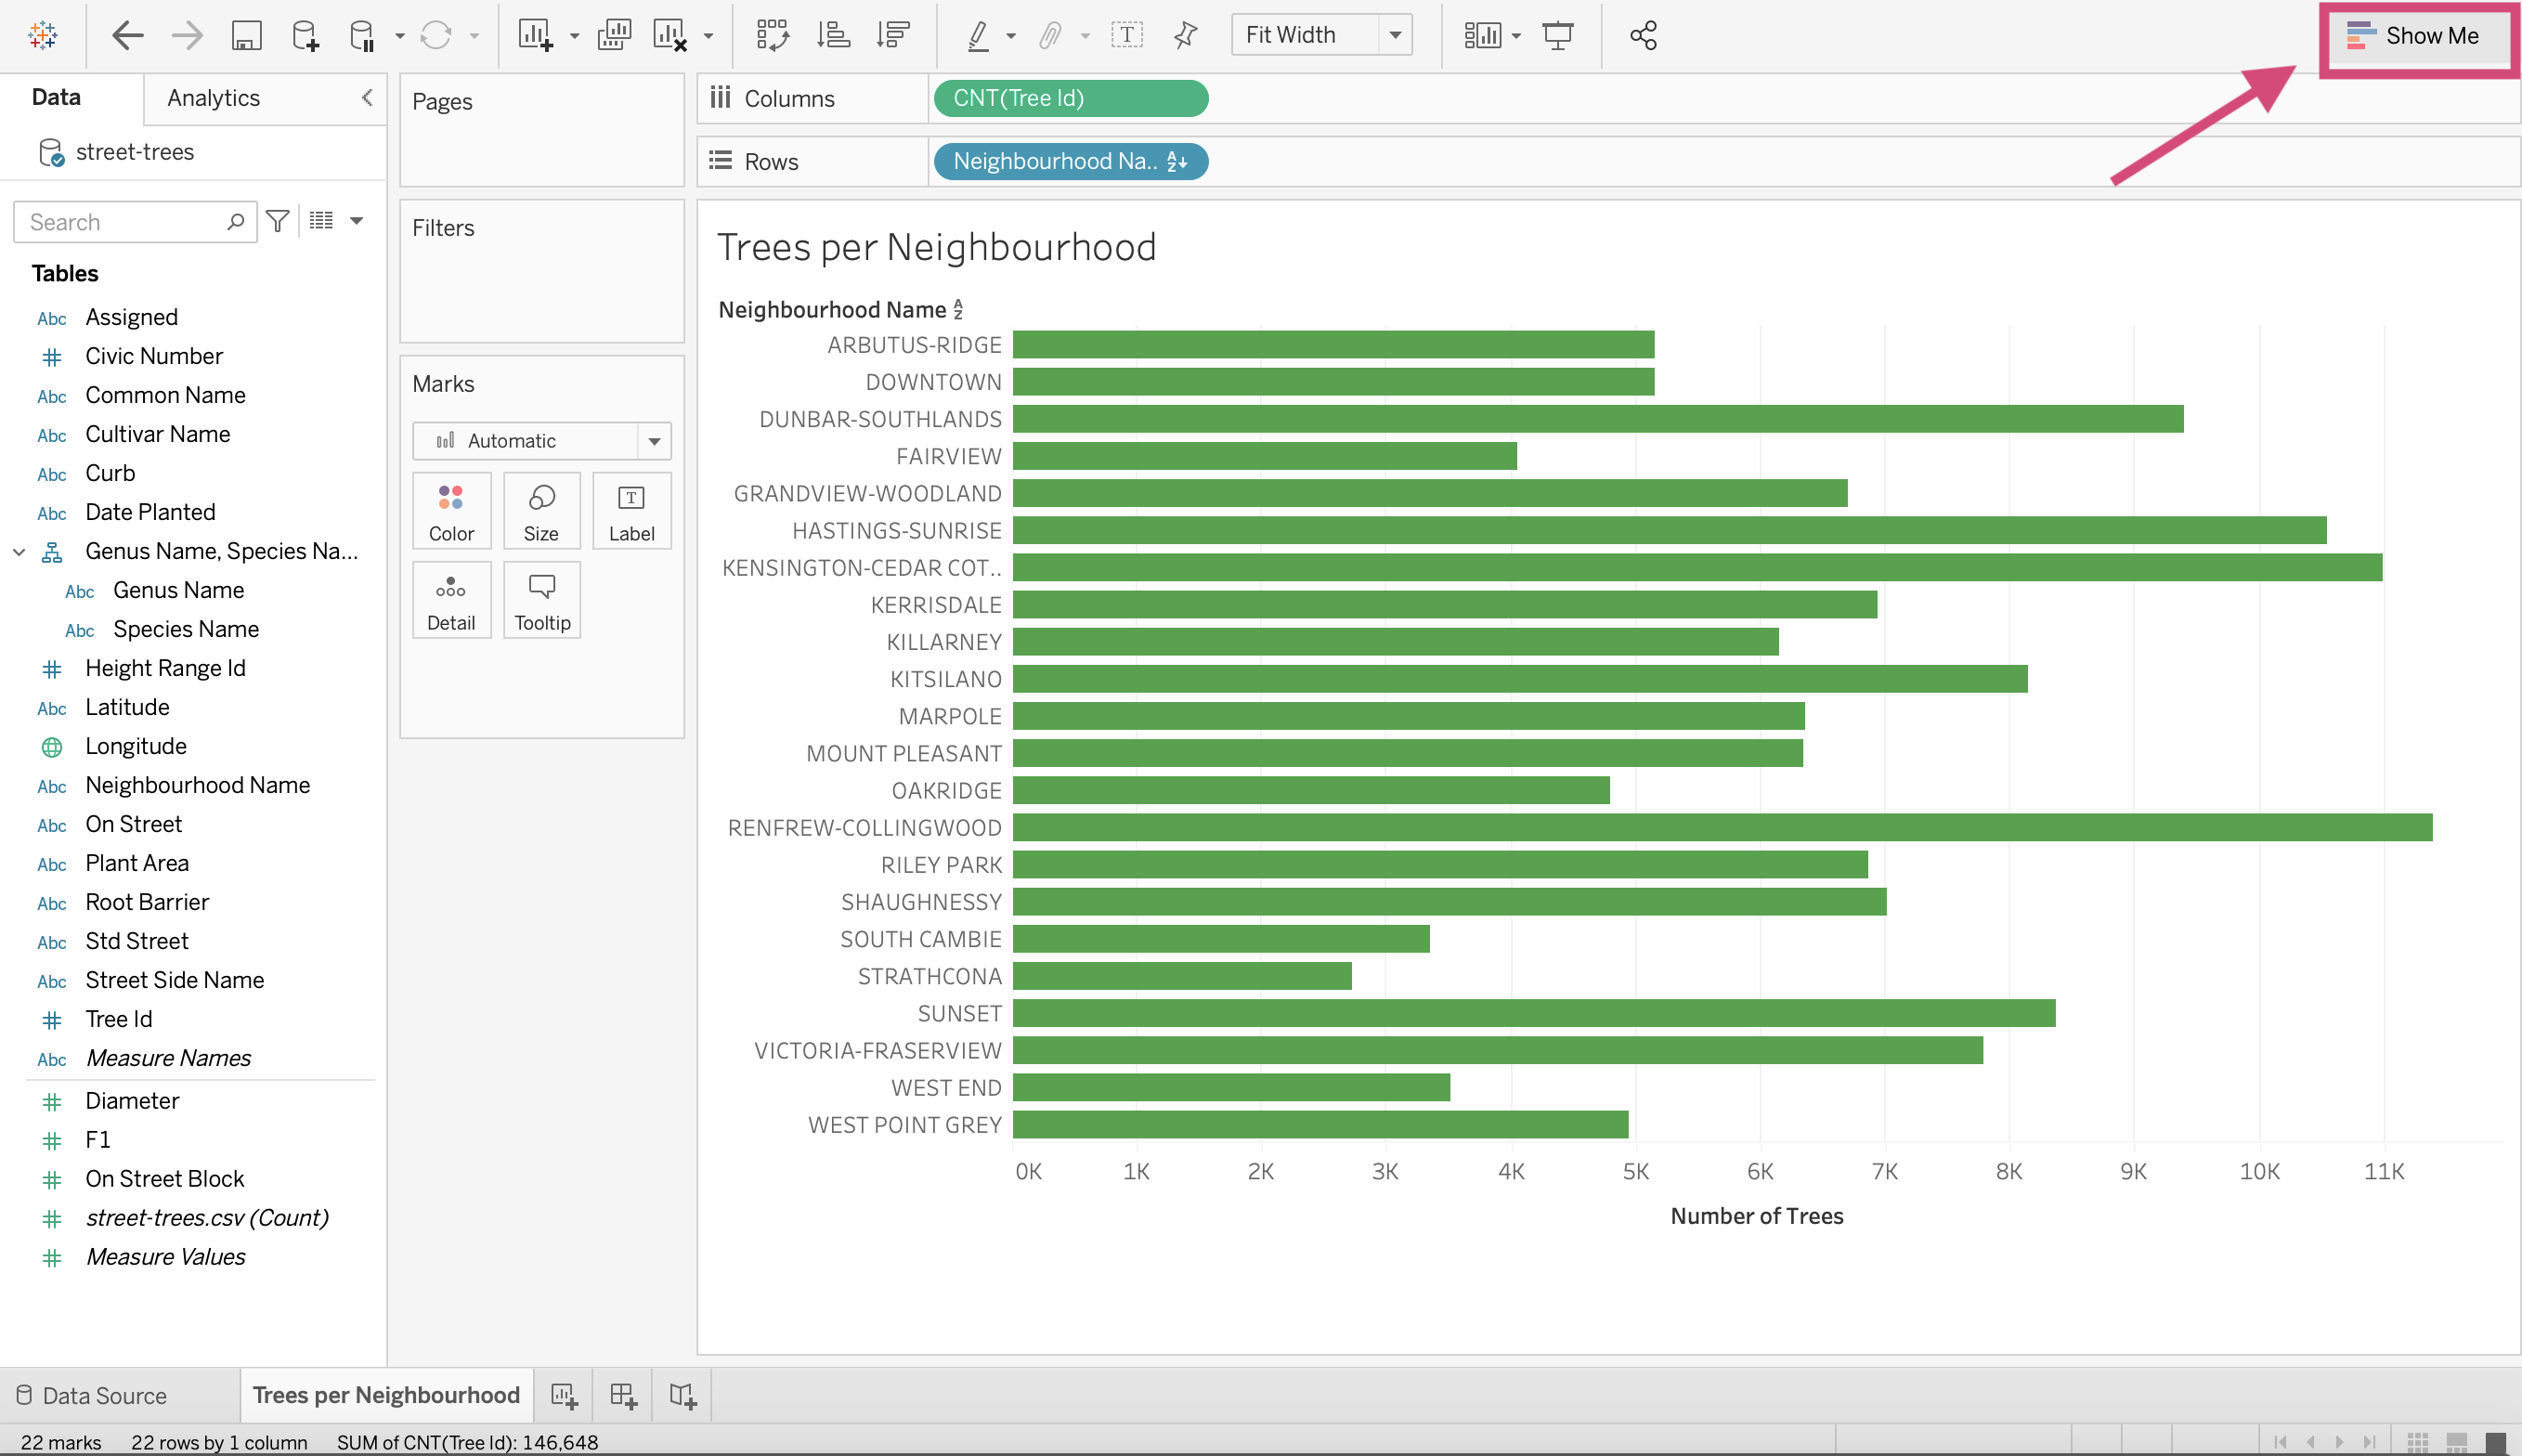 Fit Width
Show Me
Data
Analytics
Pages
Columns
CNT(Tree Id)
street-trees
Rows
Neighbourhood Na..
Search
Filters
Tables
Abc Assigned
Civic Number
Abc Common Name
Abc Cultivar Name
Abc Curb
Abc Date Planted
Genus Name, Species Na...
Abc Genus Name
Abc Species Name
Height Range Id
Abc Latitude
Longitude
Abc Neighbourhood Name
Abc On Street
Abc Plant Area
Abc Root Barrier
Abc Std Street
Abc Street Side Name
Tree Id
Abc Measure Names
Diameter
F1
On Street Block
street-trees.csv (Count)
Measure Values
Marks
Automatic
Color
Size
Label
Detail
Tooltip
Trees per Neighbourhood
Neighbourhood Name
ARBUTUS-RIDGE
DOWNTOWN
DUNBAR-SOUTHLANDS
FAIRVIEW
GRANDVIEW-WOODLAND
HASTINGS-SUNRISE
KENSINGTON-CEDAR COT..
KERRISDALE
KILLARNEY
KITSILANO
MARPOLE
MOUNT PLEASANT
OAKRIDGE
RENFREW-COLLINGWOOD
RILEY PARK
SHAUGHNESSY
SOUTH CAMBIE
STRATHCONA
SUNSET
VICTORIA-FRASERVIEW
WEST END
WEST POINT GREY
0K 1K 2K 3K 4K 5K 6K 7K 8K 9K 10K 11K
Number of Trees
Data Source
Trees per Neighbourhood
22 marks 22 rows by 1 column SUM of CNT(Tree Id): 146,648